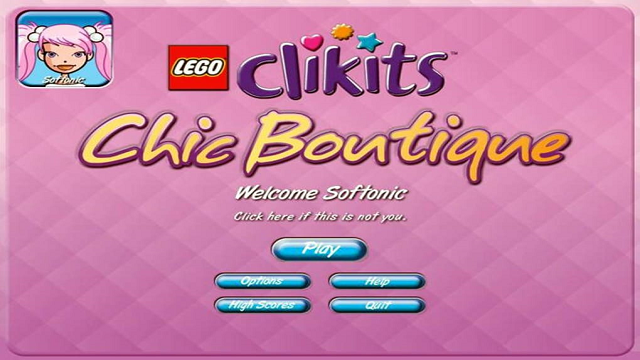 Softonic
LEGO clikits™
Chic Boutique
Welcome Softonic
Click here if this is not you.
Play
Options Help
High Scores Quit